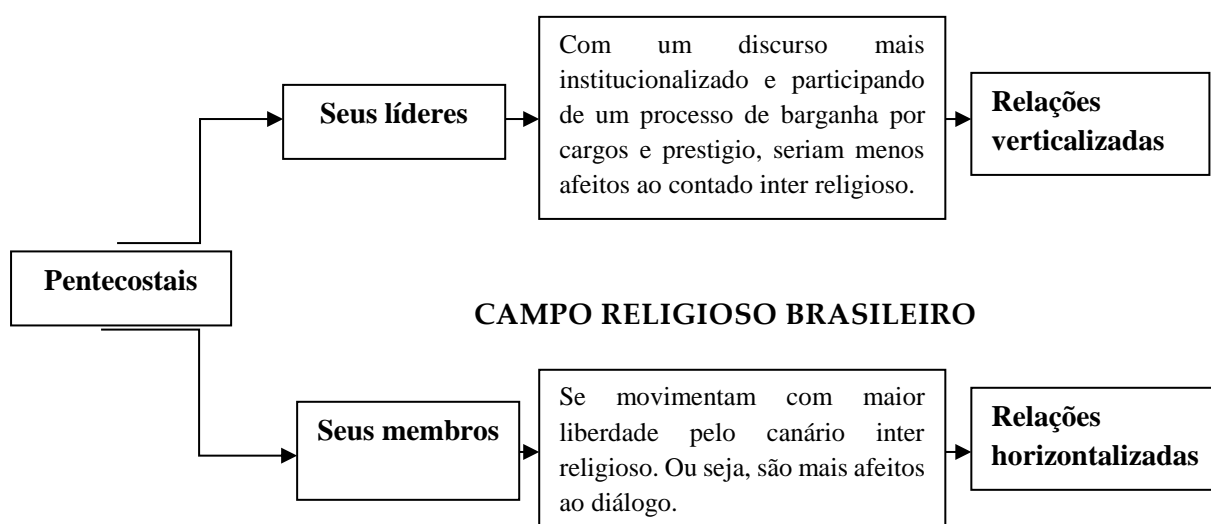 Com um discurso mais
institucionalizado e participando
de um processo de barganha por
cargos e prestigio, seriam menos
afeitos ao contado inter religioso.
Seus líderes
Relações
verticalizadas
Pentecostais
CAMPO RELIGIOSO BRASILEIRO
Seus membros
Se movimentam com maior
liberdade pelo canário inter
religioso. Ou seja, são mais afeitos
ao diálogo.
Relações
horizontalizadas